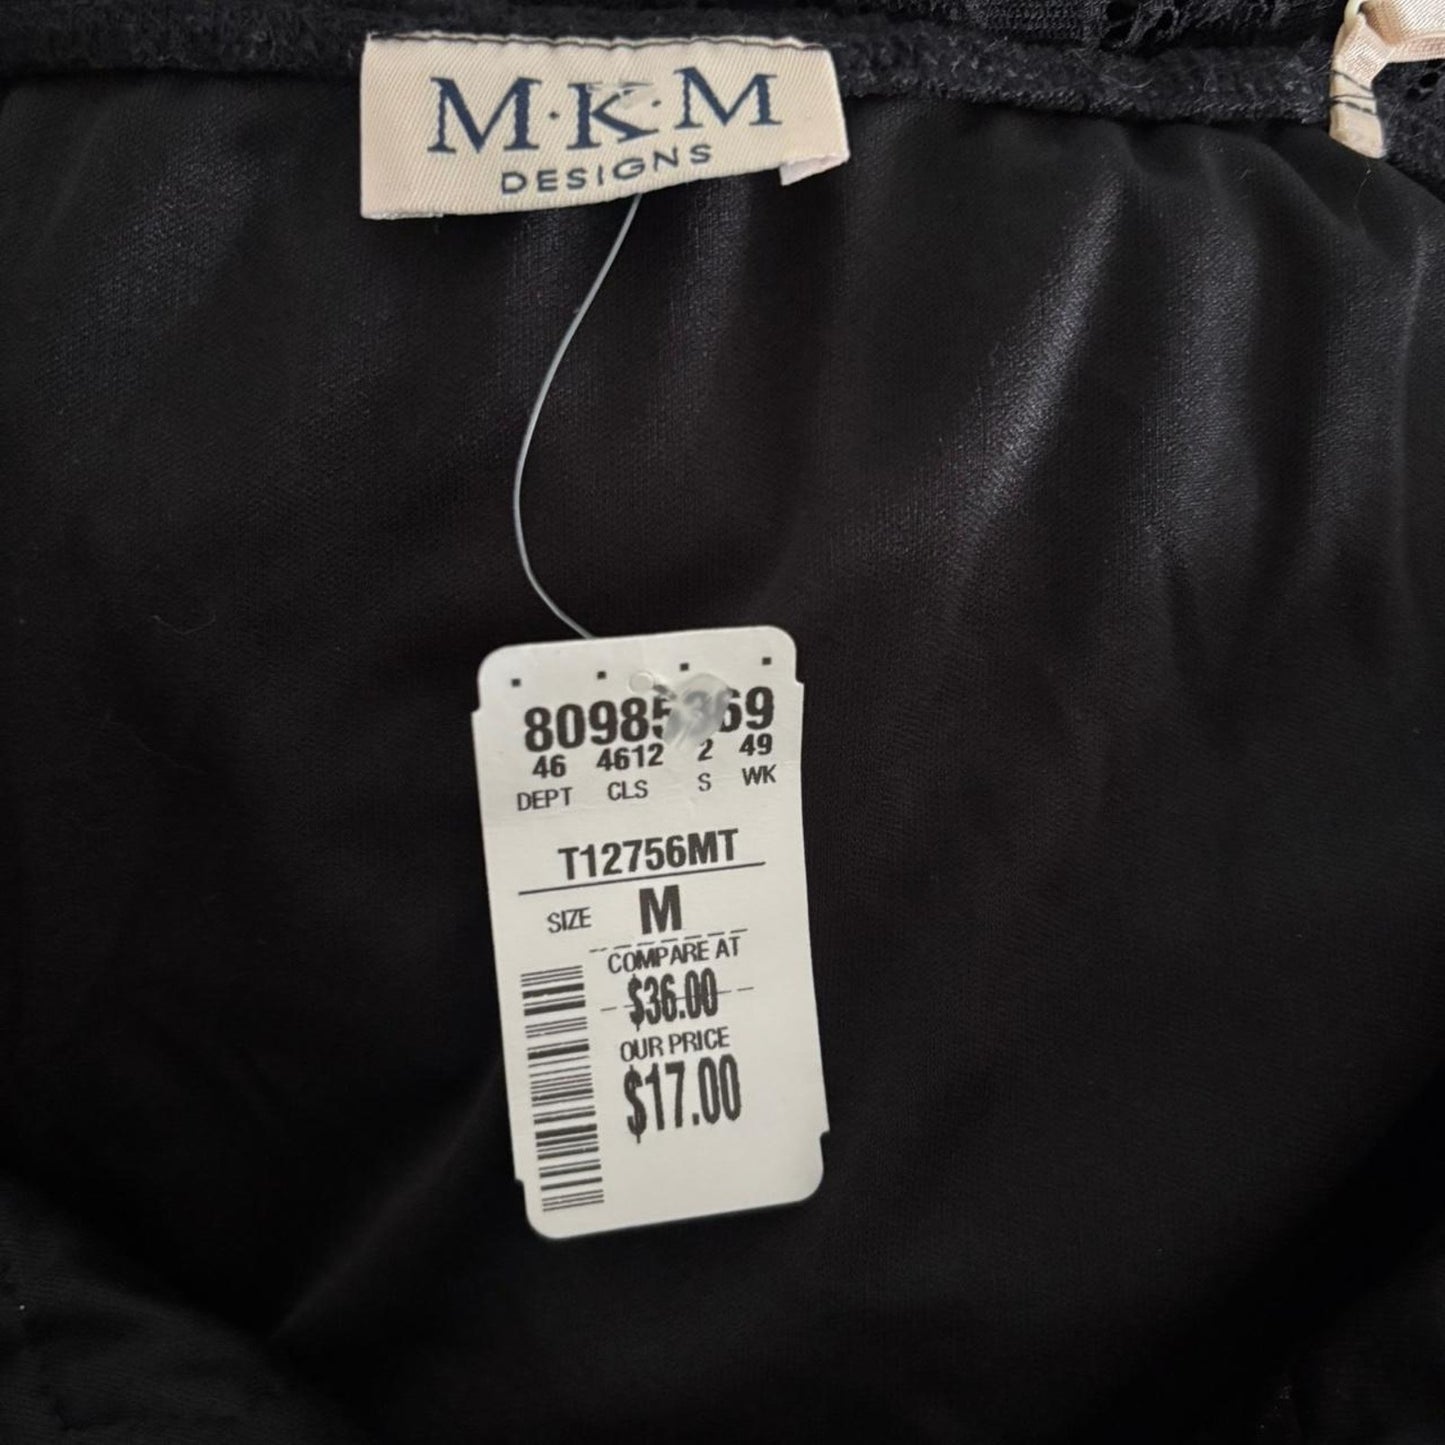 M·K·M
DESIGNS
46 4612 2 49
DEPT CLS S WK
T12756MT
SIZE M
COMPARE AT
$36.00
OUR PRICE
$17.00